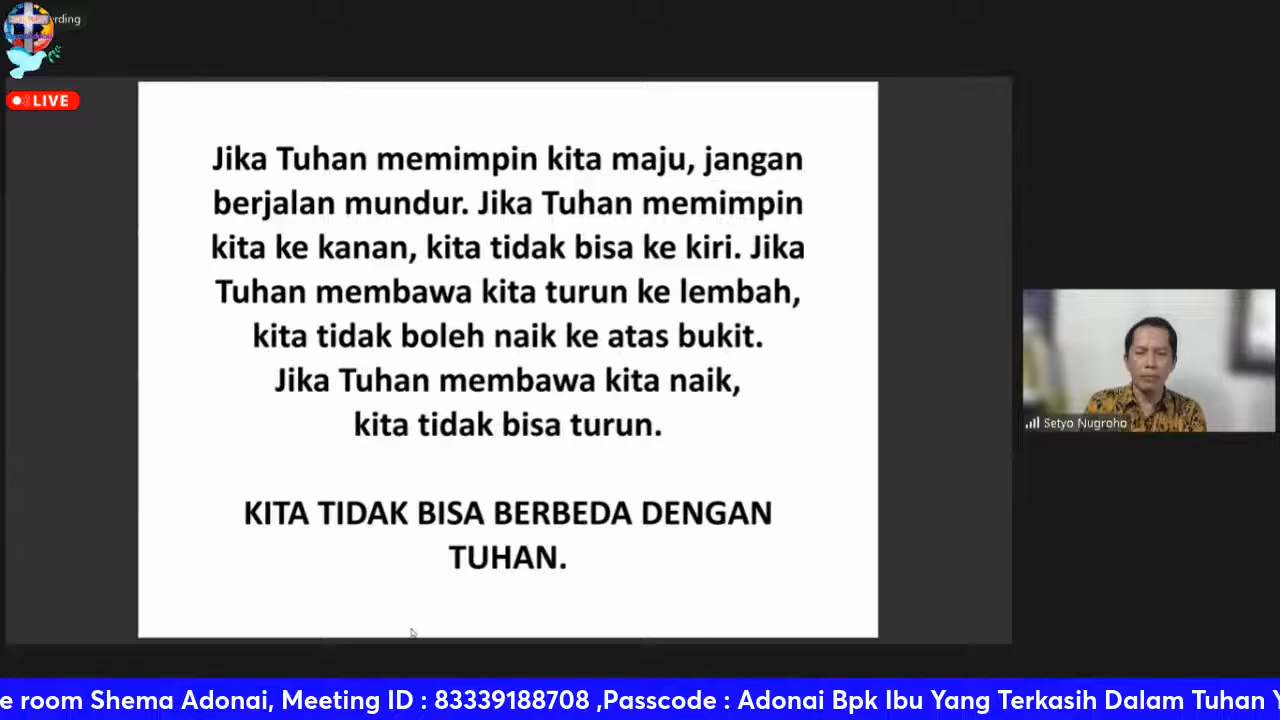 rding
LIVE
Jika Tuhan memimpin kita maju, jangan
berjalan mundur. Jika Tuhan memimpin
kita ke kanan, kita tidak bisa ke kiri. Jika
Tuhan membawa kita turun ke lembah,
kita tidak boleh naik ke atas bukit.
Jika Tuhan membawa kita naik,
kita tidak bisa turun.
KITA TIDAK BISA BERBEDA DENGAN
TUHAN.
Setyo Nugroho
e room Shema Adonai, Meeting ID : 83339188708 ,Passcode : Adonai Bpk Ibu Yang Terkasih Dalam Tuhan Y